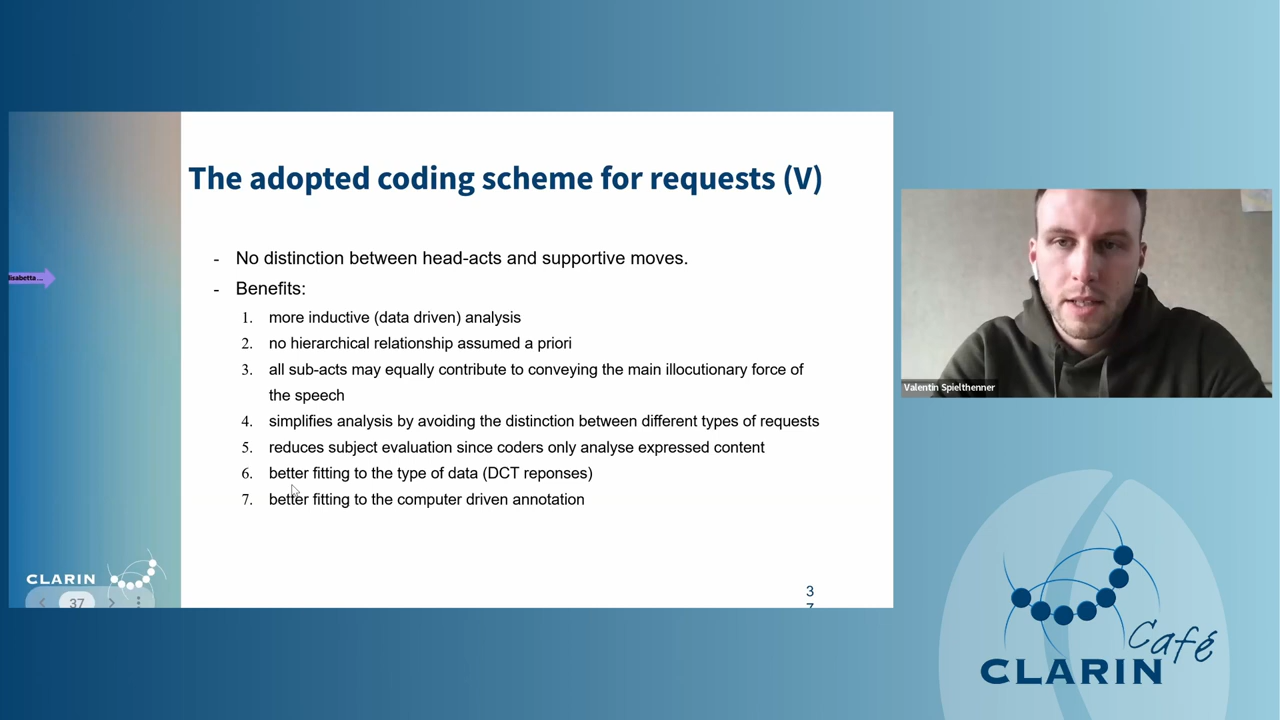 The adopted coding scheme for requests (V)
- No distinction between head-acts and supportive moves.
- Benefits:
1. more inductive (data driven) analysis
2. no hierarchical relationship assumed a priori
3. all sub-acts may equally contribute to conveying the main illocutionary force of
the speech
4. simplifies analysis by avoiding the distinction between different types of requests
5. reduces subject evaluation since coders only analyse expressed content
6. better fitting to the type of data (DCT reponses)
7. better fitting to the computer driven annotation
lisabetta ...
CLARIN
37
3
7
Valentin Spielthenner
Café
CLARIN